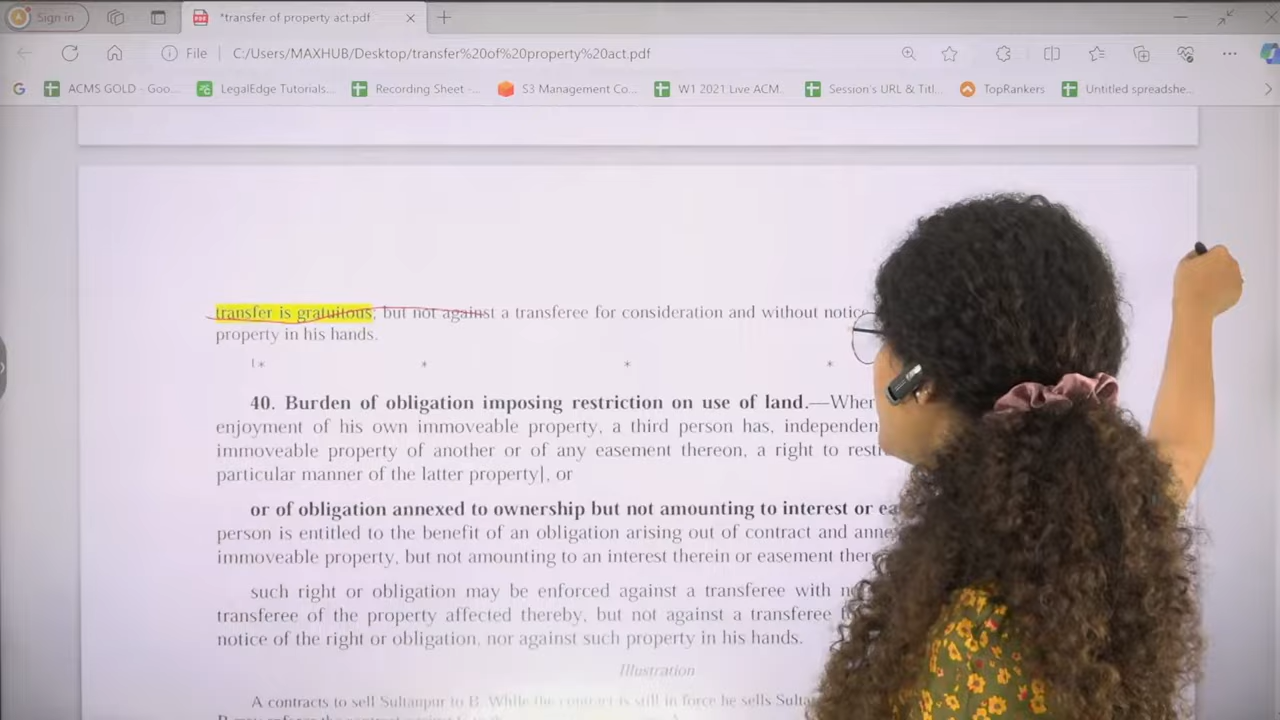 Sign in
*transfer of property act.pdf
File
C:/Users/MAXHUB/Desktop/transfer%20of%20property%20act.pdf
ACMS GOLD - Goo...
LegalEdge Tutorials...
Recording Sheet -...
S3 Management Co...
W1 2021 Live ACM...
Session's URL & Titl...
TopRankers
Untitled spreadshe...
transfer is gratuitous; but not against a transferee for consideration and without notice
property in his hands.
1* * * *
40. Burden of obligation imposing restriction on use of land.—Wher
enjoyment of his own immoveable property, a third person has, independen
immoveable property of another or of any easement thereon, a right to restr
particular manner of the latter property], or
or of obligation annexed to ownership but not amounting to interest or ea
person is entitled to the benefit of an obligation arising out of contract and anne
immoveable property, but not amounting to an interest therein or easement ther
such right or obligation may be enforced against a transferee with no
transferee of the property affected thereby, but not against a transferee
notice of the right or obligation, nor against such property in his hands.
Illustration
A contracts to sell Sultanpur to B. While the contract is still in force he sells Sulta